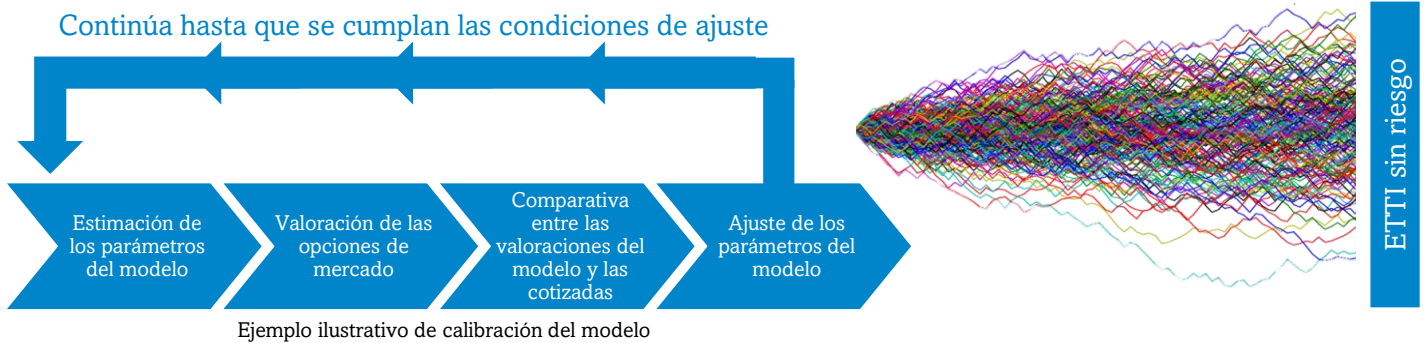 Continúa hasta que se cumplan las condiciones de ajuste
Estimación de
los parámetros
del modelo
Valoración de las
opciones de
mercado
Comparativa
entre las
valoraciones del
modelo y las
cotizadas
Ajuste de los
parámetros del
modelo
Ejemplo ilustrativo de calibración del modelo
ETTI sin riesgo